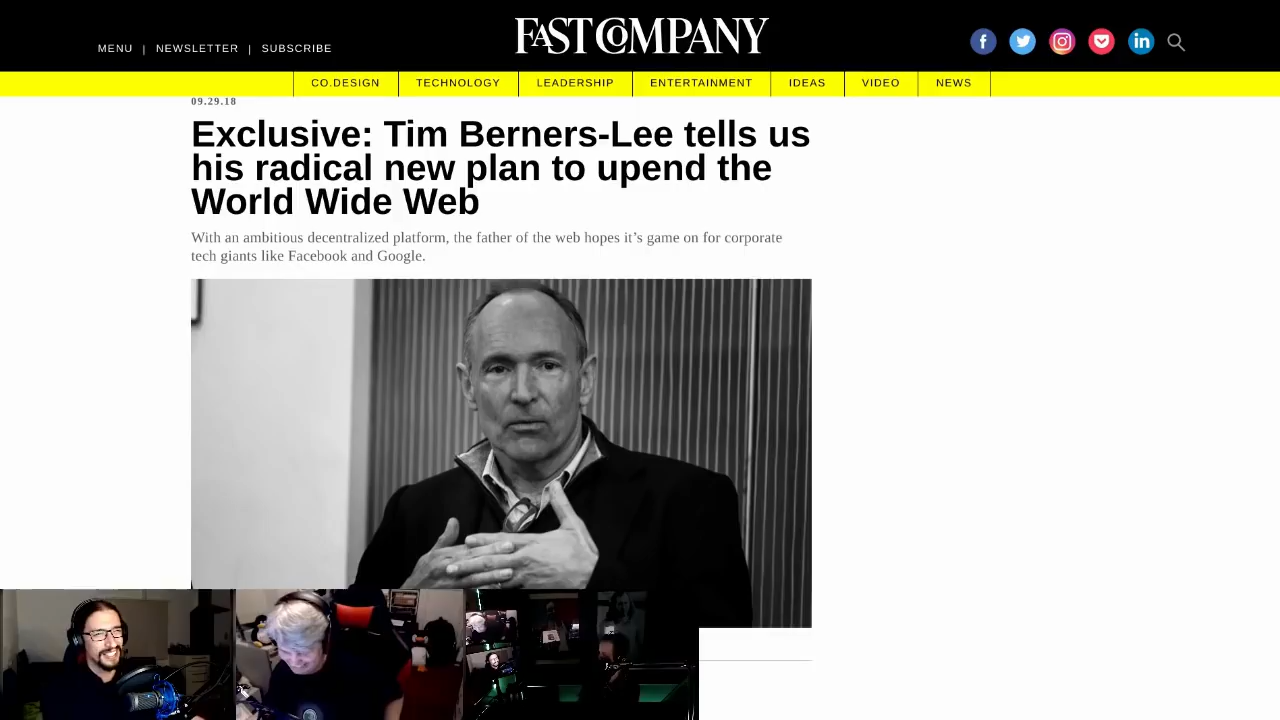 FAST COMPANY
MENU | NEWSLETTER | SUBSCRIBE
CO.DESIGN TECHNOLOGY LEADERSHIP ENTERTAINMENT IDEAS VIDEO NEWS
09.29.18
Exclusive: Tim Berners-Lee tells us
his radical new plan to upend the
World Wide Web
With an ambitious decentralized platform, the father of the web hopes it’s game on for corporate
tech giants like Facebook and Google.